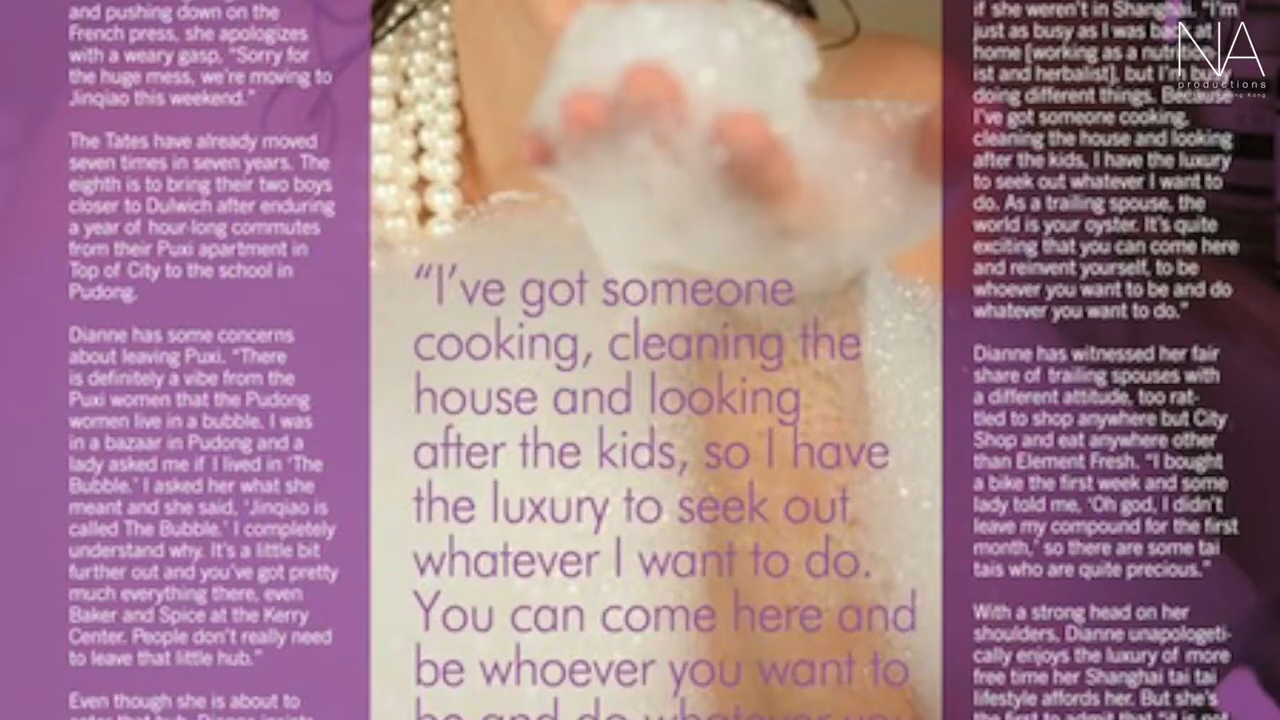 and pushing down on the
French press, she apologizes
with a weary gasp. “Sorry for
the huge mess, we’re moving to
Jinqiao this weekend.”
The Tates have already moved
seven times in seven years. The
eighth is to bring their two boys
closer to Dulwich after enduring
a year of hour-long commutes
from their Puxi apartment in
Top of City to the school in
Pudong.
Dianne has some concerns
about leaving Puxi. “There
is definitely a vibe from the
Puxi women that the Pudong
women live in a bubble. I was
in a bazaar in Pudong and a
lady asked me if I lived in ‘The
Bubble.’ I asked her what she
meant and she said, ‘Jinqiao is
called The Bubble.’ I completely
understand why. It’s a little bit
further out and you’ve got pretty
much everything there, even
Baker and Spice at the Kerry
Center. People don’t really need
to leave that little hub.”
Even though she is about to
“I’ve got someone
cooking, cleaning the
house and looking
after the kids, so I have
the luxury to seek out
whatever I want to do.
You can come here and
be whoever you want to
be and do whatever you
if she weren’t in Shanghai. “I’m
just as busy as I was back at
home [working as a nutrition-
ist and herbalist], but I’m busy
doing different things. Because
I’ve got someone cooking,
cleaning the house and looking
after the kids, I have the luxury
to seek out whatever I want to
do. As a trailing spouse, the
world is your oyster. It’s quite
exciting that you can come here
and reinvent yourself, to be
whoever you want to be and do
whatever you want to do.”
Dianne has witnessed her fair
share of trailing spouses with
a different attitude, too rat-
tled to shop anywhere but City
Shop and eat anywhere other
than Element Fresh. “I bought
a bike the first week and some
lady told me, ‘Oh god, I didn’t
leave my compound for the first
month,’ so there are some tai
tais who are quite precious.”
With a strong head on her
shoulders, Dianne unapologeti-
cally enjoys the luxury of more
free time her Shanghai tai tai
lifestyle affords her. But she’s
NA
productions